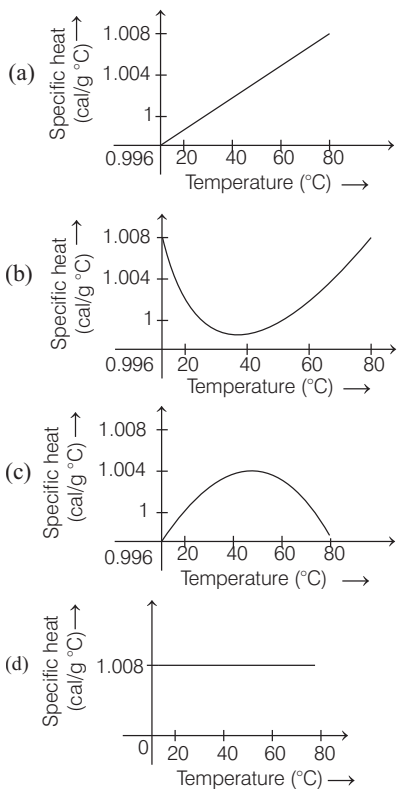 (a)
Specific heat
(cal/g °C)
1.008
1.004
1
0.996
20 40 60 80
Temperature (°C)
(b)
Specific heat
(cal/g °C)
1.008
1.004
1
0.996
20 40 60 80
Temperature (°C)
(c)
Specific heat
(cal/g °C)
1.008
1.004
1
0.996
20 40 60 80
Temperature (°C)
(d)
Specific heat
(cal/g °C)
1.008
0
20 40 60 80
Temperature (°C)